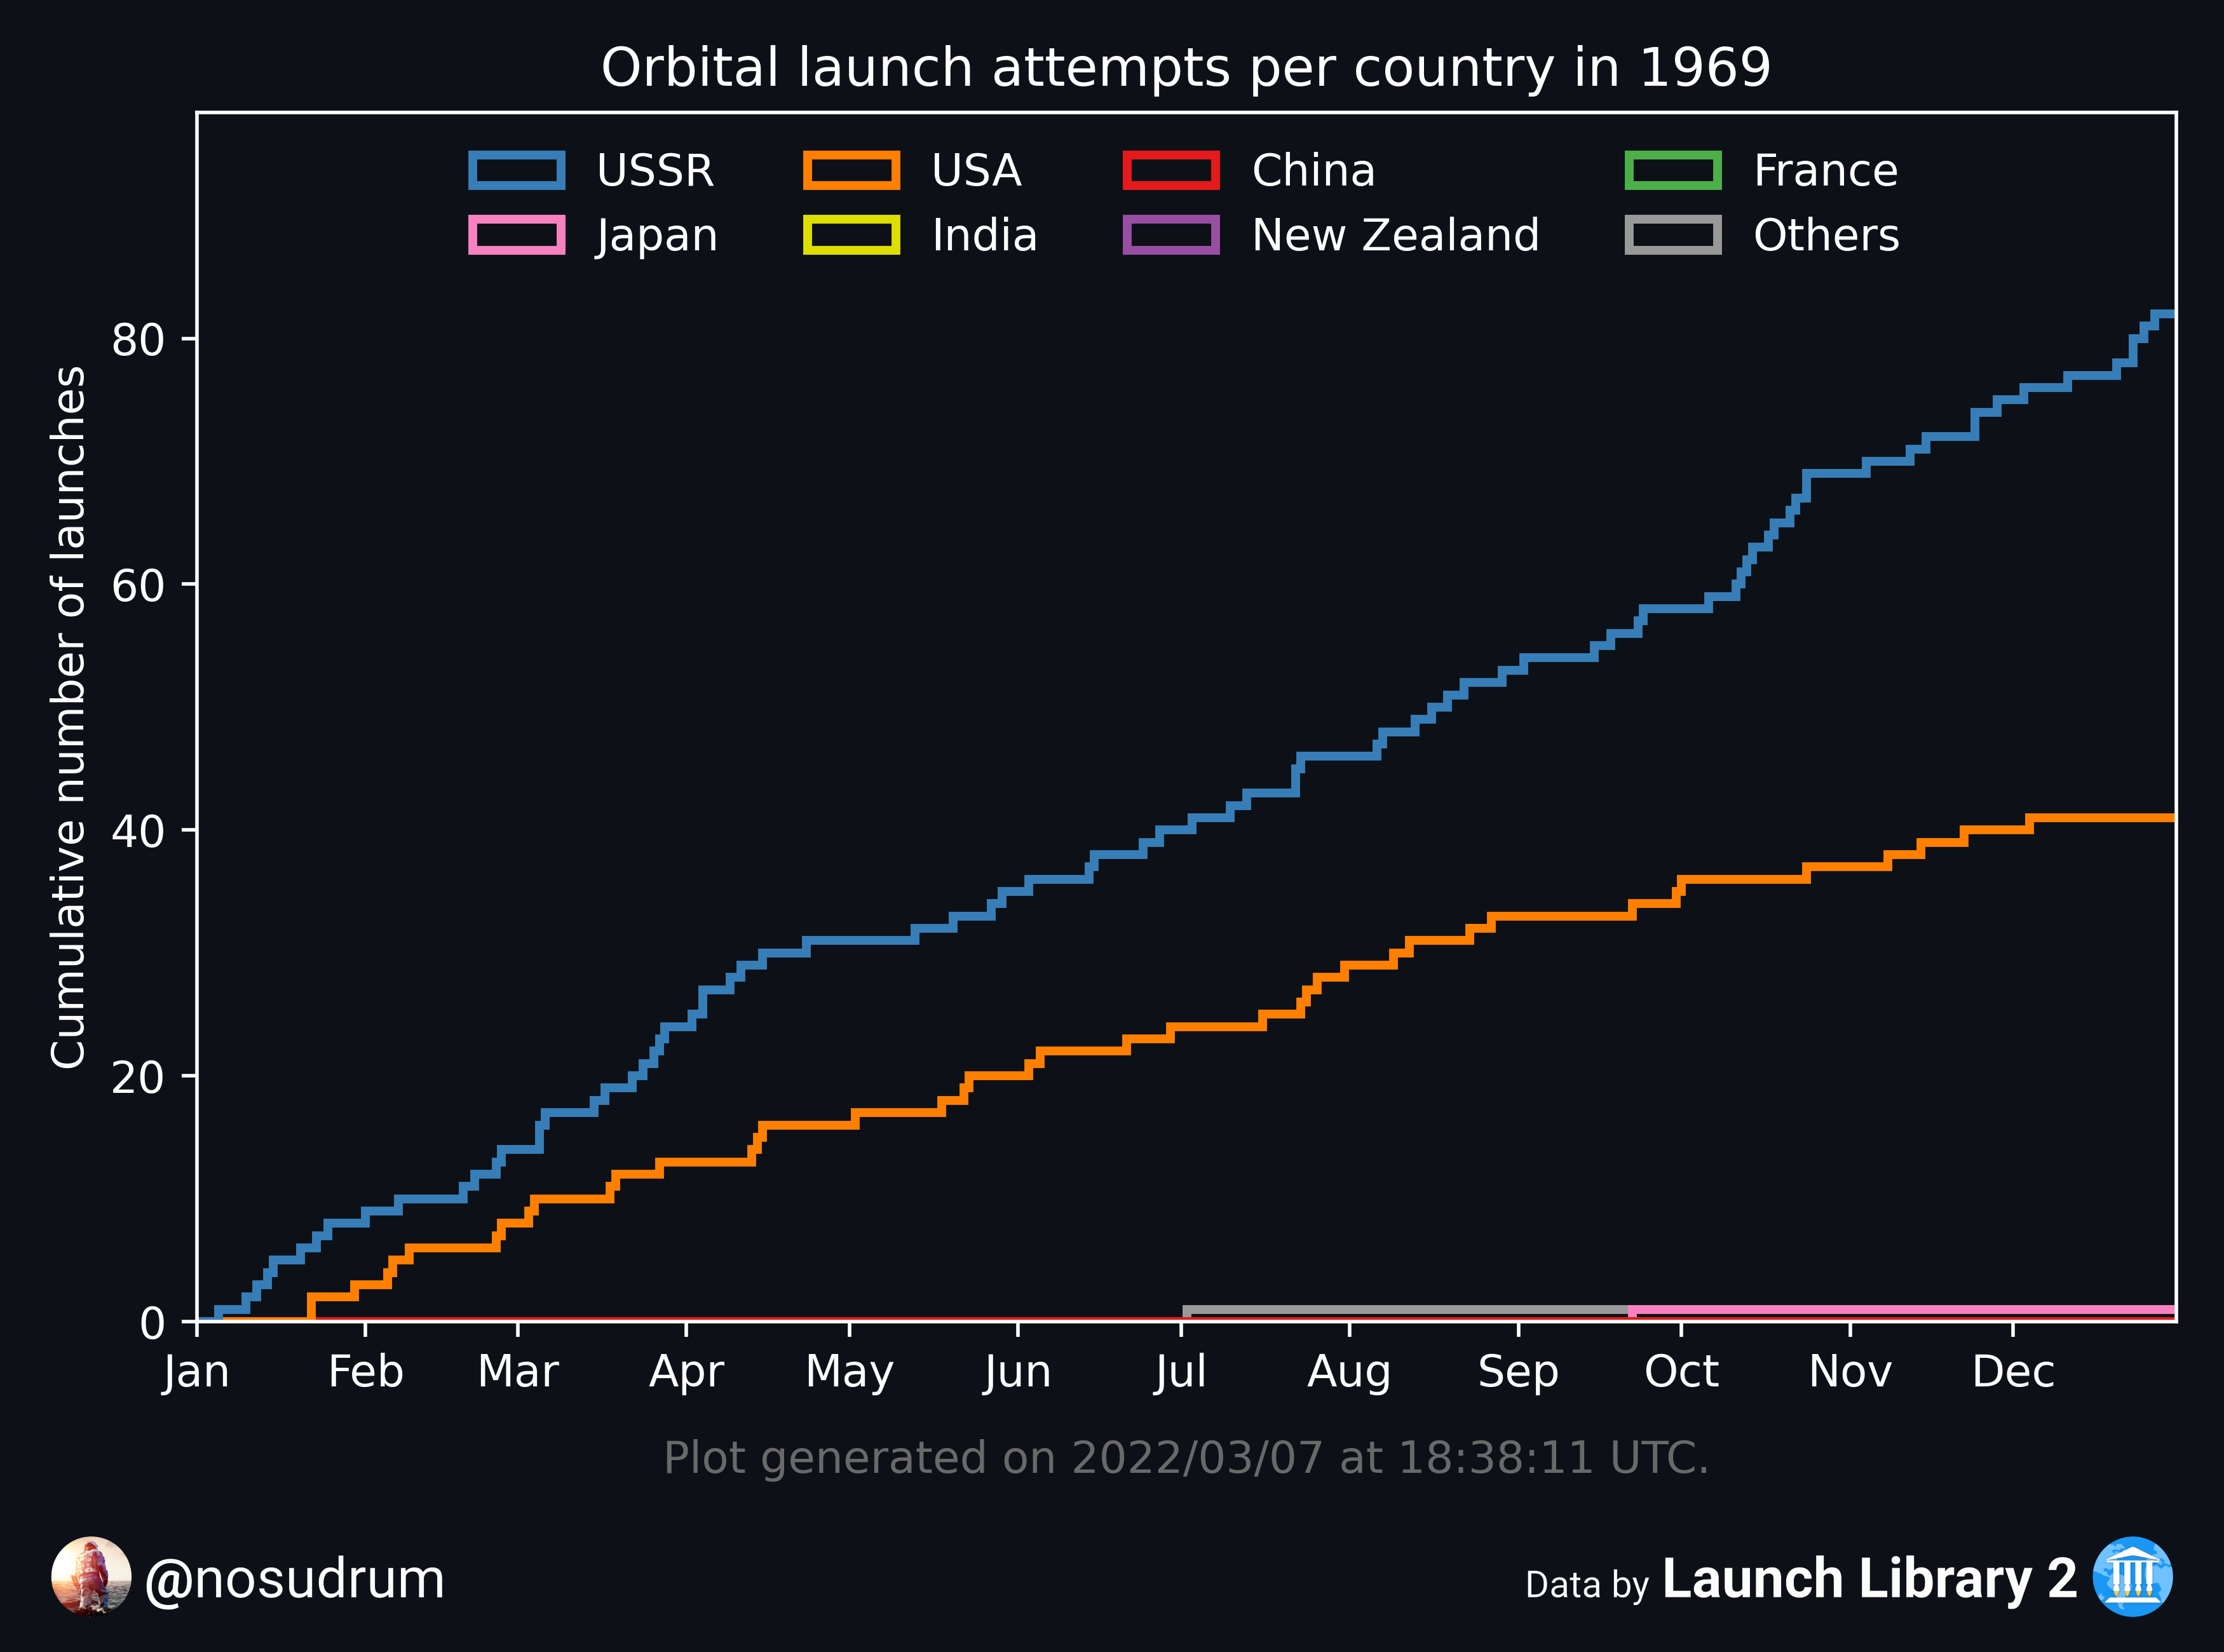 Orbital launch attempts per country in 1969
USSR USA China France
Japan India New Zealand Others
Cumulative number of launches
80
60
40
20
0
Jan Feb Mar Apr May Jun Jul Aug Sep Oct Nov Dec
Plot generated on 2022/03/07 at 18:38:11 UTC.
@nosudrum
Data by Launch Library 2